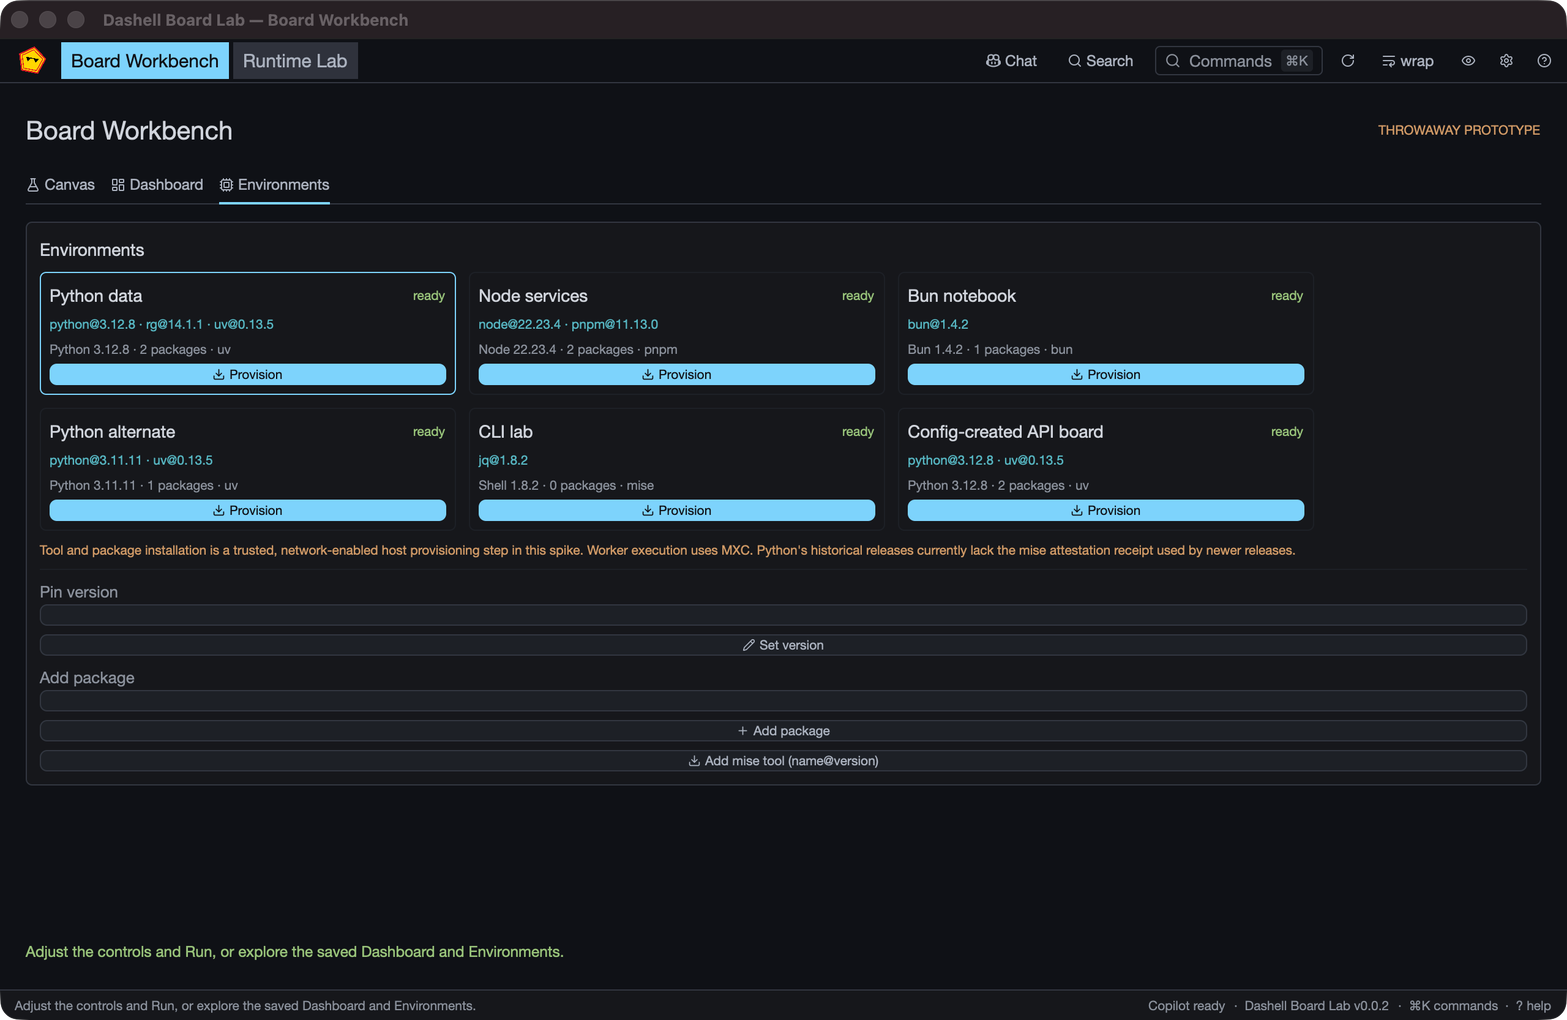 Dashell Board Lab — Board Workbench
Board Workbench
Runtime Lab
Chat
Search
Commands ⌘K
wrap
Board Workbench
THROWAWAY PROTOTYPE
Canvas
Dashboard
Environments
Environments
Python data ready
python@3.12.8 · rg@14.1.1 · uv@0.13.5
Python 3.12.8 · 2 packages · uv
Provision
Node services ready
node@22.23.4 · pnpm@11.13.0
Node 22.23.4 · 2 packages · pnpm
Provision
Bun notebook ready
bun@1.4.2
Bun 1.4.2 · 1 packages · bun
Provision
Python alternate ready
python@3.11.11 · uv@0.13.5
Python 3.11.11 · 1 packages · uv
Provision
CLI lab ready
jq@1.8.2
Shell 1.8.2 · 0 packages · mise
Provision
Config-created API board ready
python@3.12.8 · uv@0.13.5
Python 3.12.8 · 2 packages · uv
Provision
Tool and package installation is a trusted, network-enabled host provisioning step in this spike. Worker execution uses MXC. Python's historical releases currently lack the mise attestation receipt used by newer releases.
Pin version
Set version
Add package
+ Add package
Add mise tool (name@version)
Adjust the controls and Run, or explore the saved Dashboard and Environments.
Adjust the controls and Run, or explore the saved Dashboard and Environments.
Copilot ready · Dashell Board Lab v0.0.2 · ⌘K commands · ? help